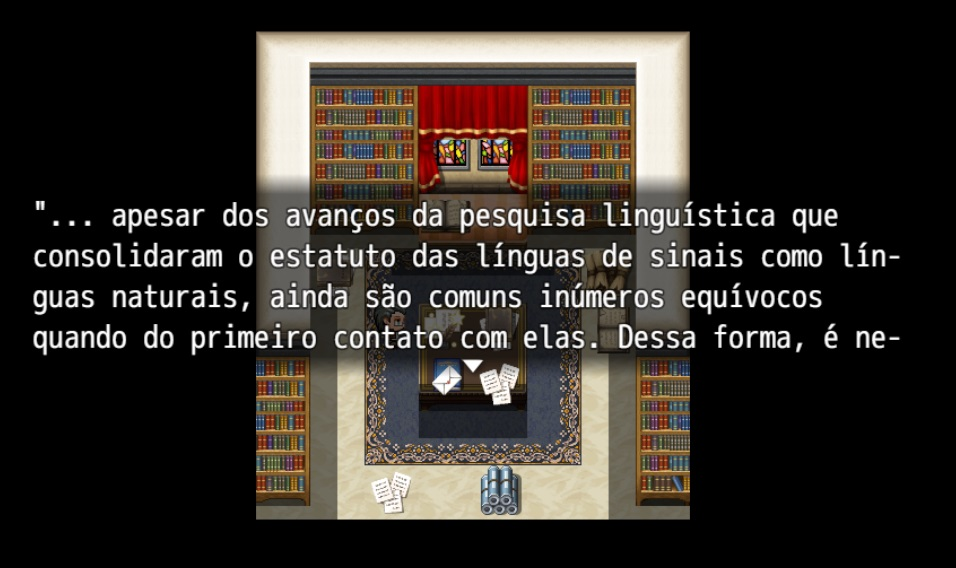 "... apesar dos avanços da pesquisa linguística que
consolidaram o estatuto das línguas de sinais como lín-
guas naturais, ainda são comuns inúmeros equívocos
quando do primeiro contato com elas. Dessa forma, é ne-